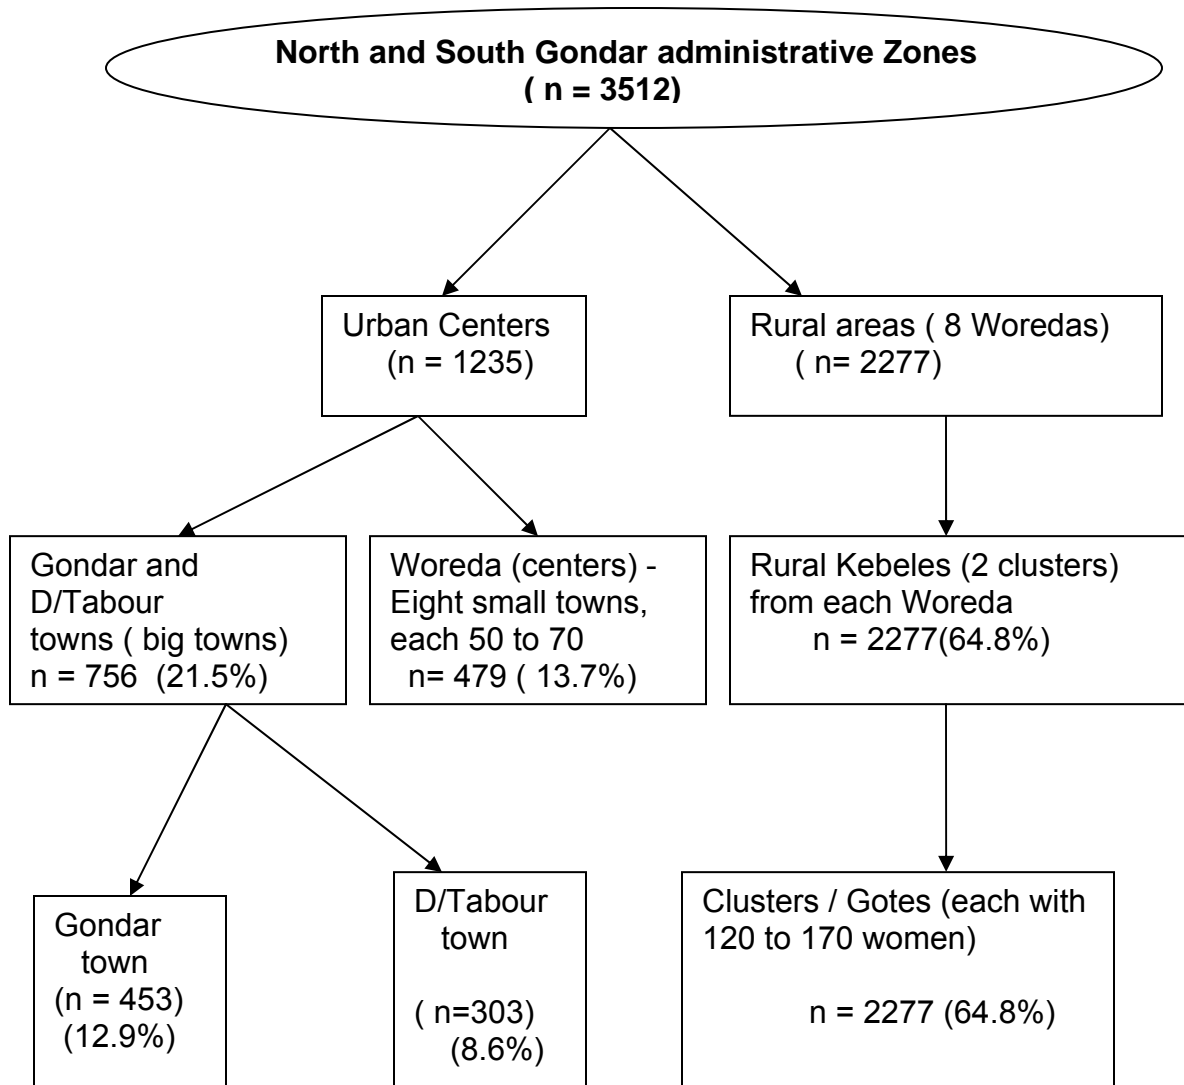 North and South Gondar administrative Zones
( n = 3512)
Urban Centers
(n = 1235)
Rural areas ( 8 Woredas)
( n= 2277)
Gondar and
D/Tabour
towns ( big towns)
n = 756 (21.5%)
Woreda (centers) -
Eight small towns,
each 50 to 70
n= 479 ( 13.7%)
Rural Kebeles (2 clusters)
from each Woreda
n = 2277(64.8%)
Gondar
town
(n = 453)
(12.9%)
D/Tabour
town
( n=303)
(8.6%)
Clusters / Gotes (each with
120 to 170 women)
n = 2277 (64.8%)